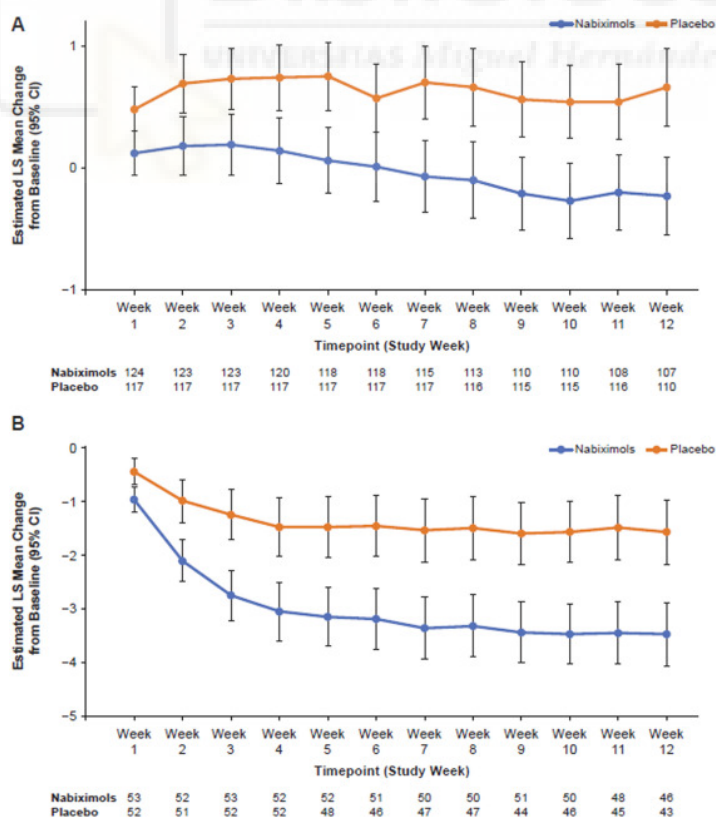 UNIVERSITAS Miguel Hernández
A
Nabiximols Placebo
Estimated LS Mean Change
from Baseline (95% CI)
1
0
−1
Week Week Week Week Week Week Week Week Week Week Week Week
1 2 3 4 5 6 7 8 9 10 11 12
Timepoint (Study Week)
Nabiximols 124 123 123 120 118 118 115 113 110 110 108 107
Placebo 117 117 117 117 117 117 117 116 115 115 116 110
B
Nabiximols Placebo
Estimated LS Mean Change
from Baseline (95% CI)
0
−1
−2
−3
−4
−5
Week Week Week Week Week Week Week Week Week Week Week Week
1 2 3 4 5 6 7 8 9 10 11 12
Timepoint (Study Week)
Nabiximols 53 52 53 52 52 51 50 50 51 50 48 46
Placebo 52 51 52 52 48 46 47 47 44 46 45 43